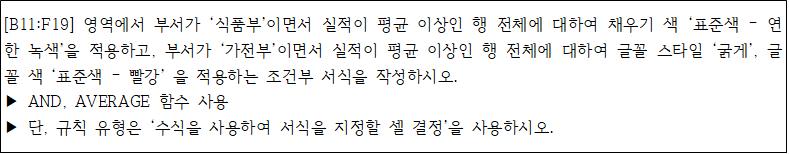 [B11:F19] 영역에서 부서가 ‘식품부’이면서 실적이 평균 이상인 행 전체에 대하여 채우기 색 ‘표준색 - 연
한 녹색’을 적용하고, 부서가 ‘가전부’이면서 실적이 평균 이상인 행 전체에 대하여 글꼴 스타일 ‘굵게’, 글
꼴 색 ‘표준색 - 빨강’ 을 적용하는 조건부 서식을 작성하시오.
▶ AND, AVERAGE 함수 사용
▶ 단, 규칙 유형은 ‘수식을 사용하여 서식을 지정할 셀 결정’을 사용하시오.